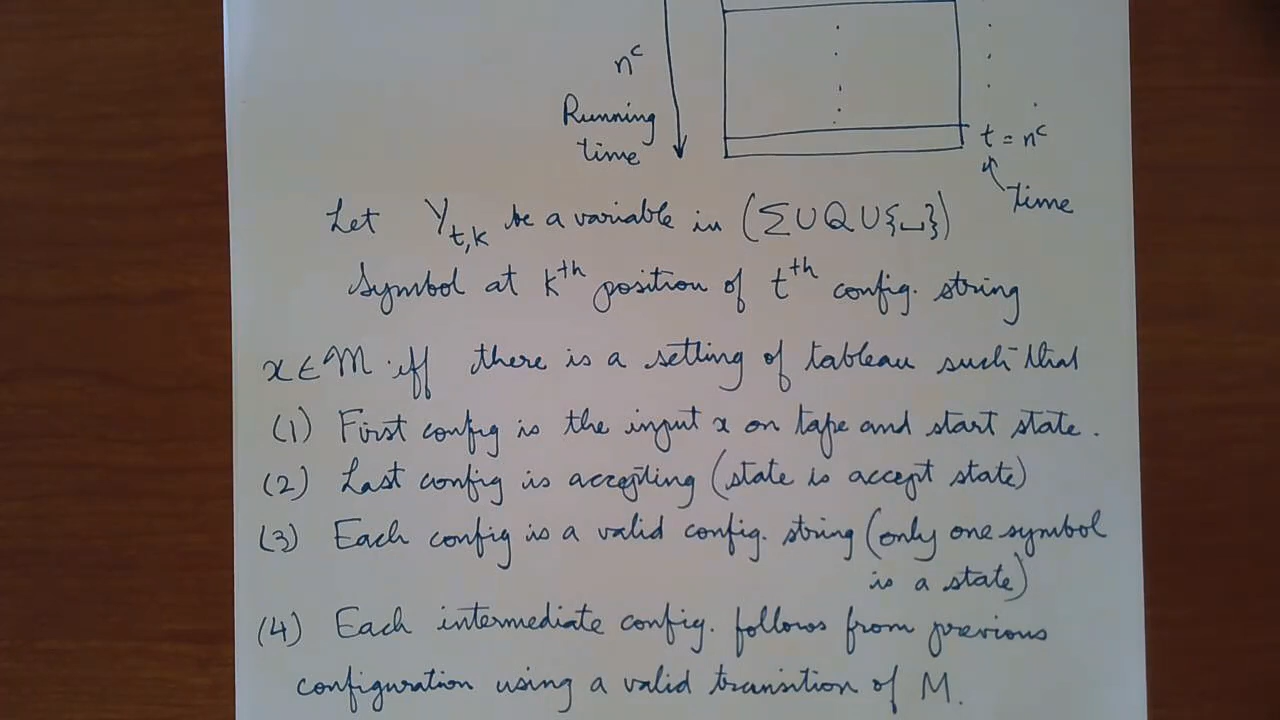 n^c
Running
time
t = n^c
time
Let Y_{t,k} be a variable in (Σ∪Q∪{⎵})
Symbol at k^th position of t^th config. string
x ∈ M iff there is a setting of tableau such that
(1) First config is the input x on tape and start state.
(2) Last config is accepting (state is accept state)
(3) Each config is a valid config. string (only one symbol
is a state)
(4) Each intermediate config. follows from previous
configuration using a valid transition of M.